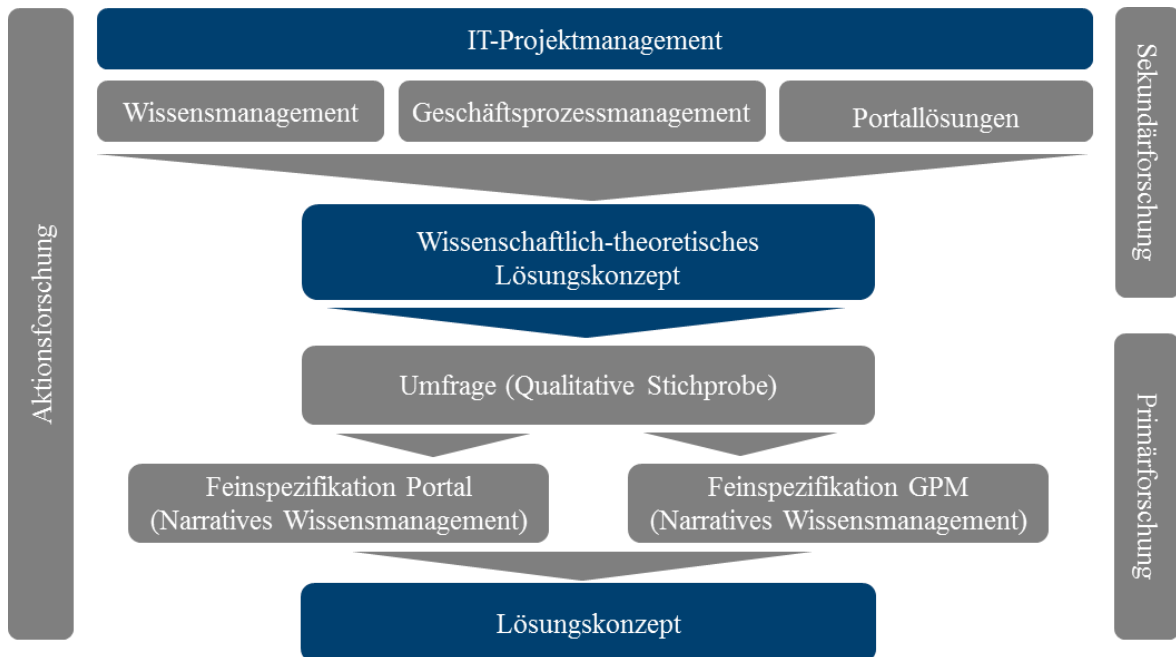 IT-Projektmanagement
Wissensmanagement
Geschäftsprozessmanagement
Portallösungen
Wissenschaftlich-theoretisches
Lösungskonzept
Umfrage (Qualitative Stichprobe)
Feinspezifikation Portal
(Narratives Wissensmanagement)
Feinspezifikation GPM
(Narratives Wissensmanagement)
Lösungskonzept
Aktionsforschung
Sekundärforschung
Primärforschung